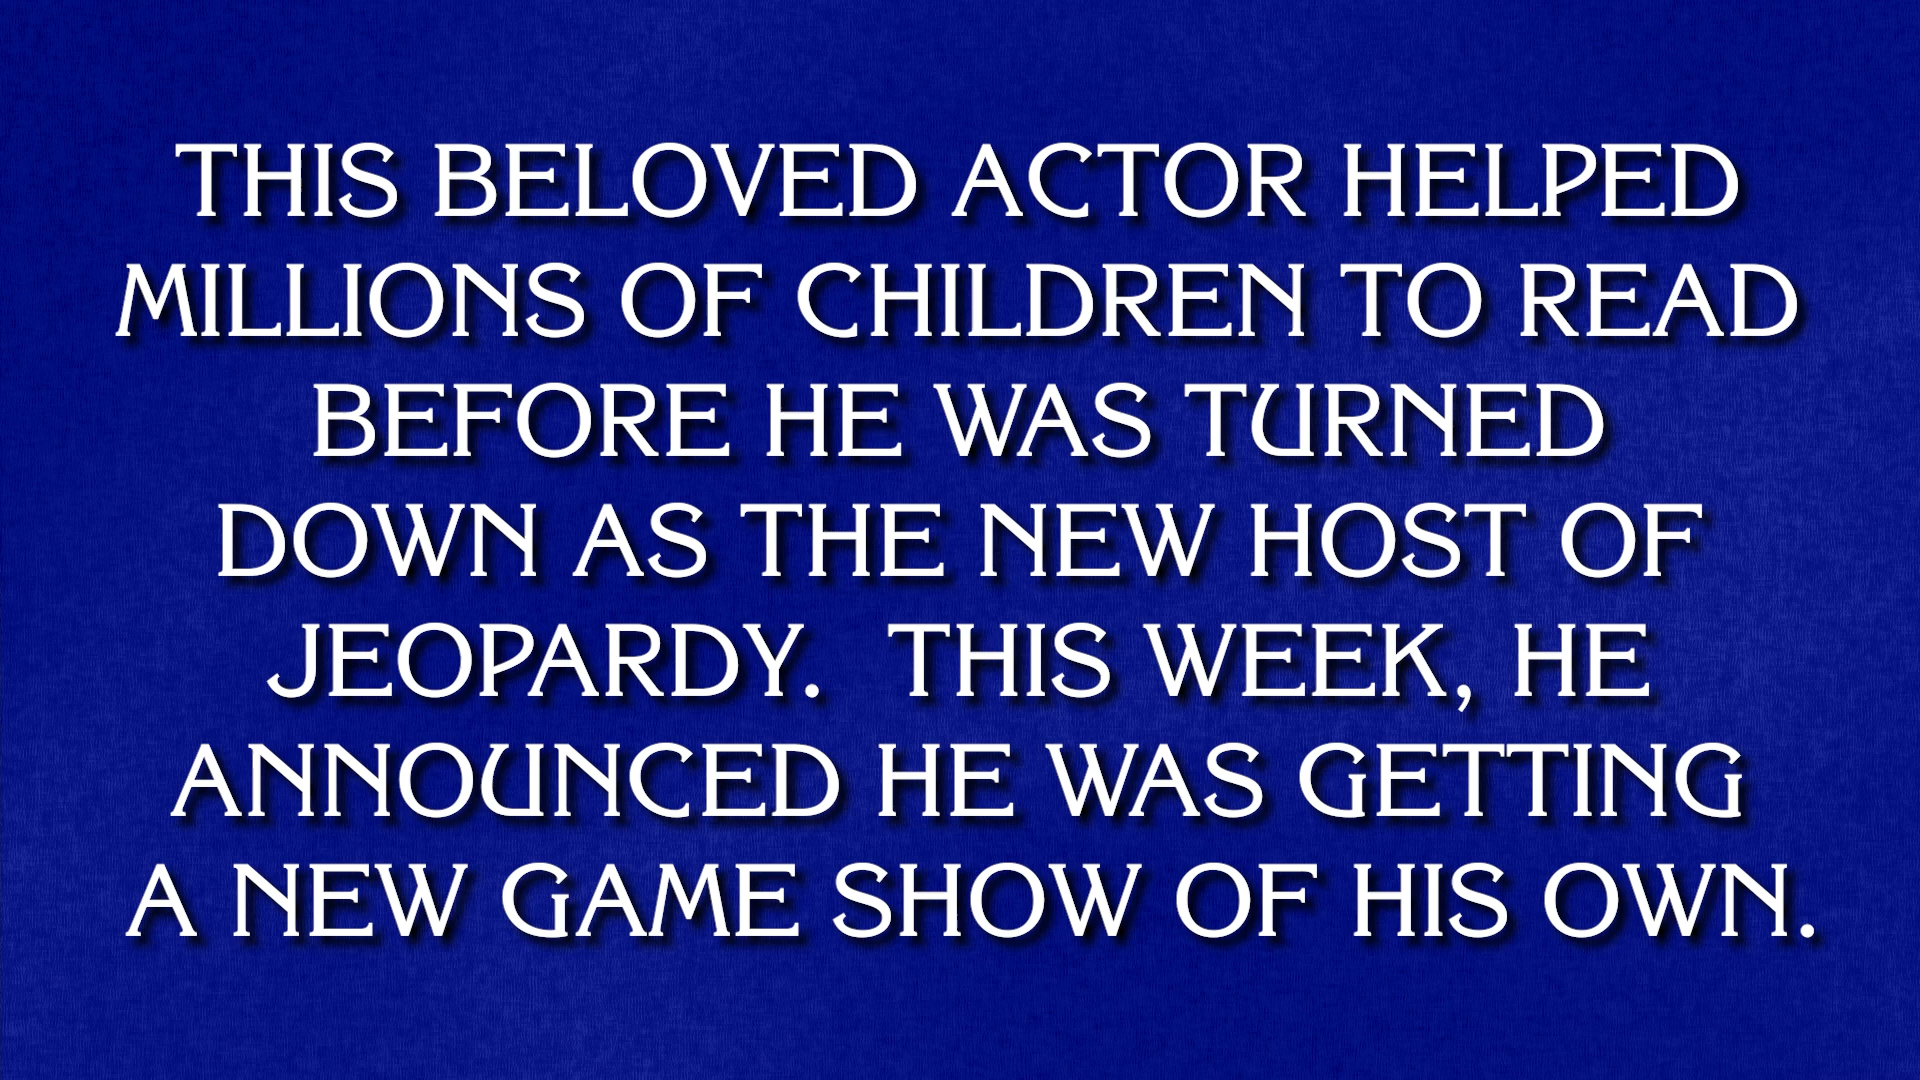 THIS BELOVED ACTOR HELPED
MILLIONS OF CHILDREN TO READ
BEFORE HE WAS TURNED
DOWN AS THE NEW HOST OF
JEOPARDY.  THIS WEEK, HE
ANNOUNCED HE WAS GETTING
A NEW GAME SHOW OF HIS OWN.